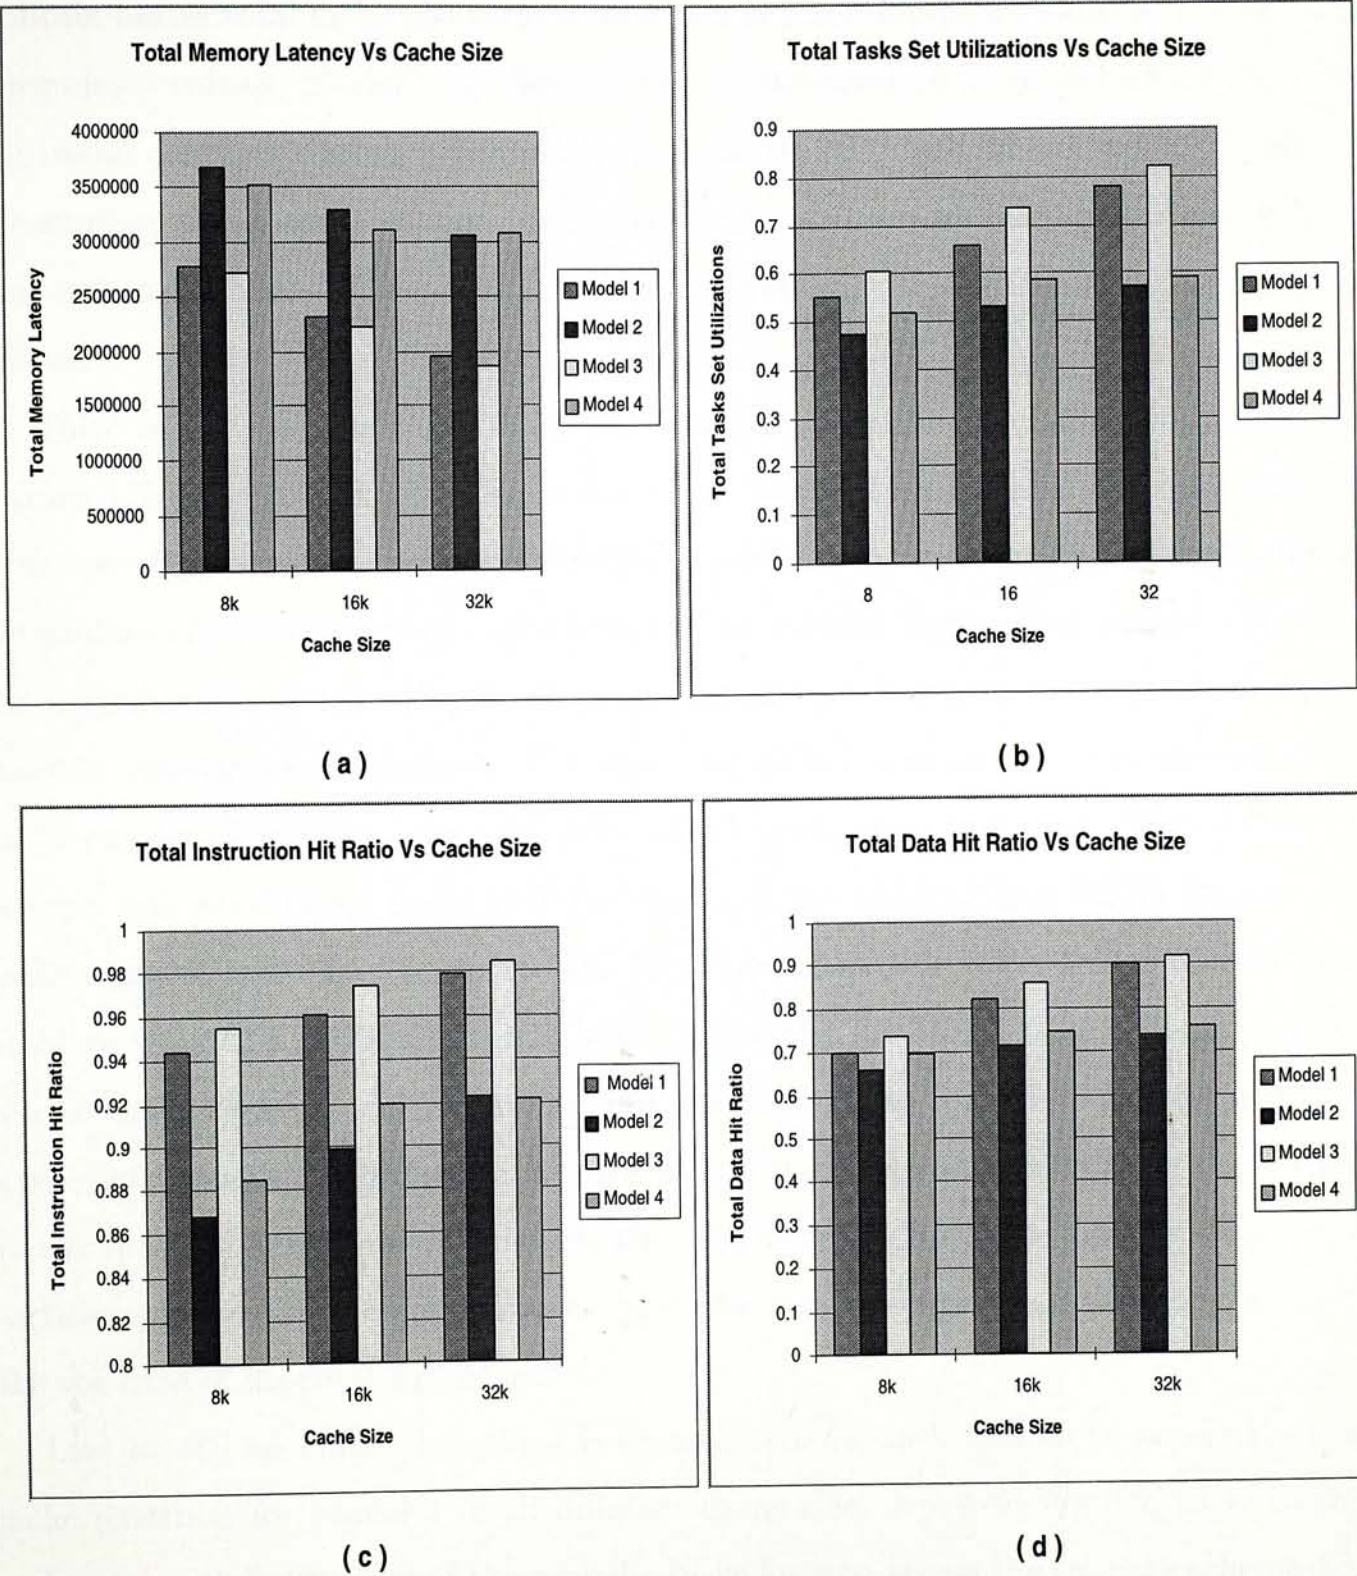 Total Memory Latency Vs Cache Size
4000000
3500000
3000000
2500000
2000000
1500000
1000000
500000
0
Total Memory Latency
8k 16k 32k
Cache Size
Model 1
Model 2
Model 3
Model 4
( a )
Total Tasks Set Utilizations Vs Cache Size
0.9
0.8
0.7
0.6
0.5
0.4
0.3
0.2
0.1
0
Total Tasks Set Utilizations
8 16 32
Cache Size
Model 1
Model 2
Model 3
Model 4
( b )
Total Instruction Hit Ratio Vs Cache Size
1
0.98
0.96
0.94
0.92
0.9
0.88
0.86
0.84
0.82
0.8
Total Instruction Hit Ratio
8k 16k 32k
Cache Size
Model 1
Model 2
Model 3
Model 4
( c )
Total Data Hit Ratio Vs Cache Size
1
0.9
0.8
0.7
0.6
0.5
0.4
0.3
0.2
0.1
0
Total Data Hit Ratio
8k 16k 32k
Cache Size
Model 1
Model 2
Model 3
Model 4
( d )